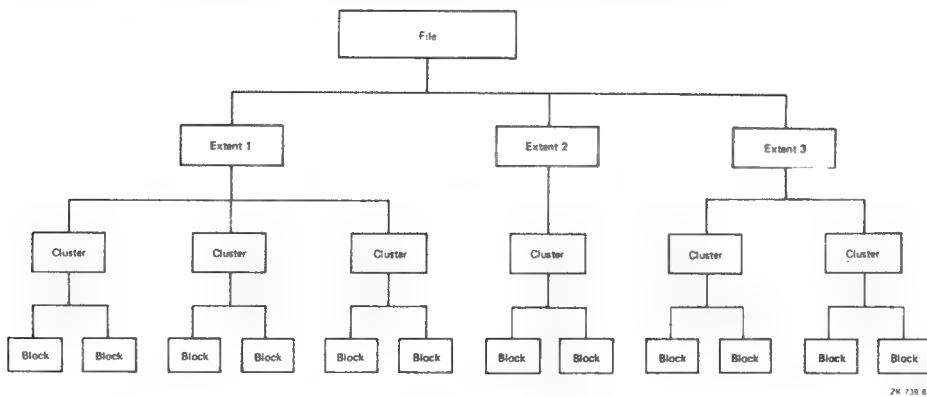 File
Extent 1 Extent 2 Extent 3
Cluster Cluster Cluster Cluster Cluster Cluster
Block Block Block Block Block Block Block Block Block Block Block Block